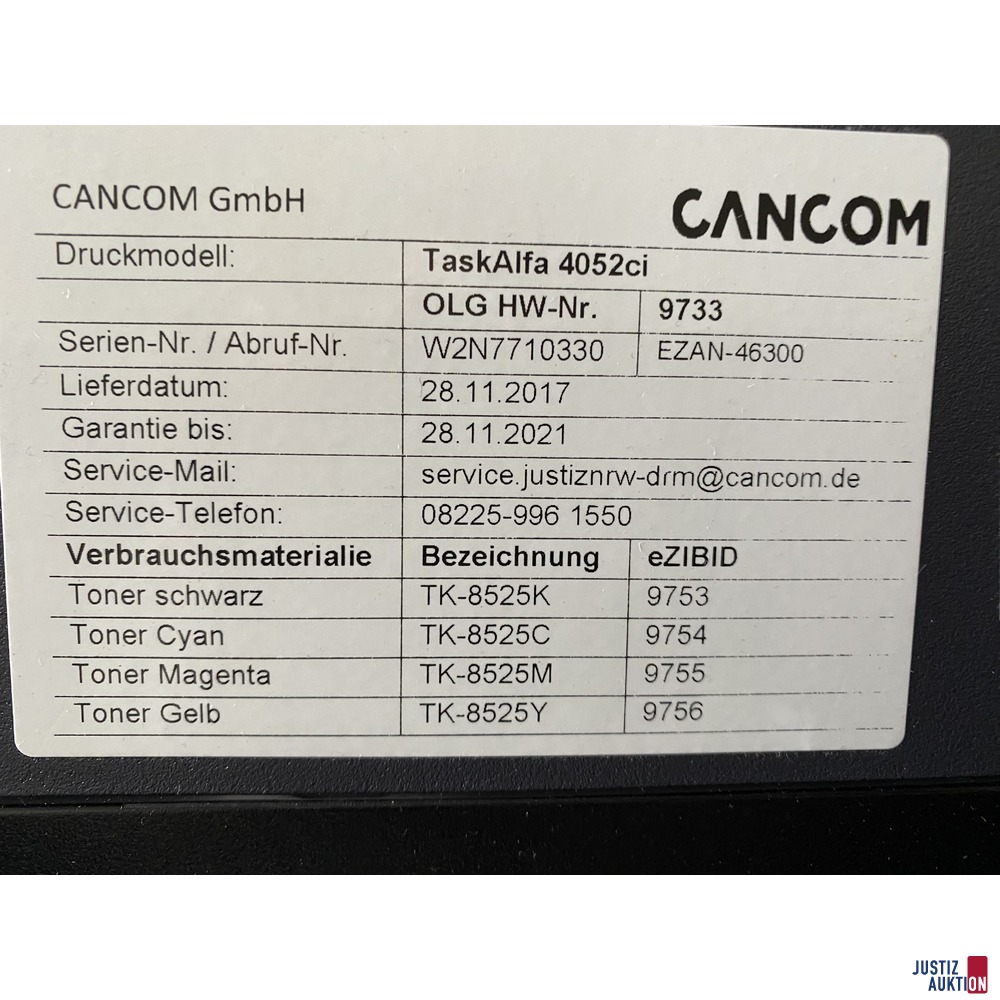 CANCOM GmbH CANCOM
Druckmodell: TaskAlfa 4052ci
OLG HW-Nr. 9733
Serien-Nr. / Abruf-Nr. W2N7710330 EZAN-46300
Lieferdatum: 28.11.2017
Garantie bis: 28.11.2021
Service-Mail: service.justiznrw-drm@cancom.de
Service-Telefon: 08225-996 1550
Verbrauchsmaterialie Bezeichnung eZIBID
Toner schwarz TK-8525K 9753
Toner Cyan TK-8525C 9754
Toner Magenta TK-8525M 9755
Toner Gelb TK-8525Y 9756
JUSTIZ
AUKTION